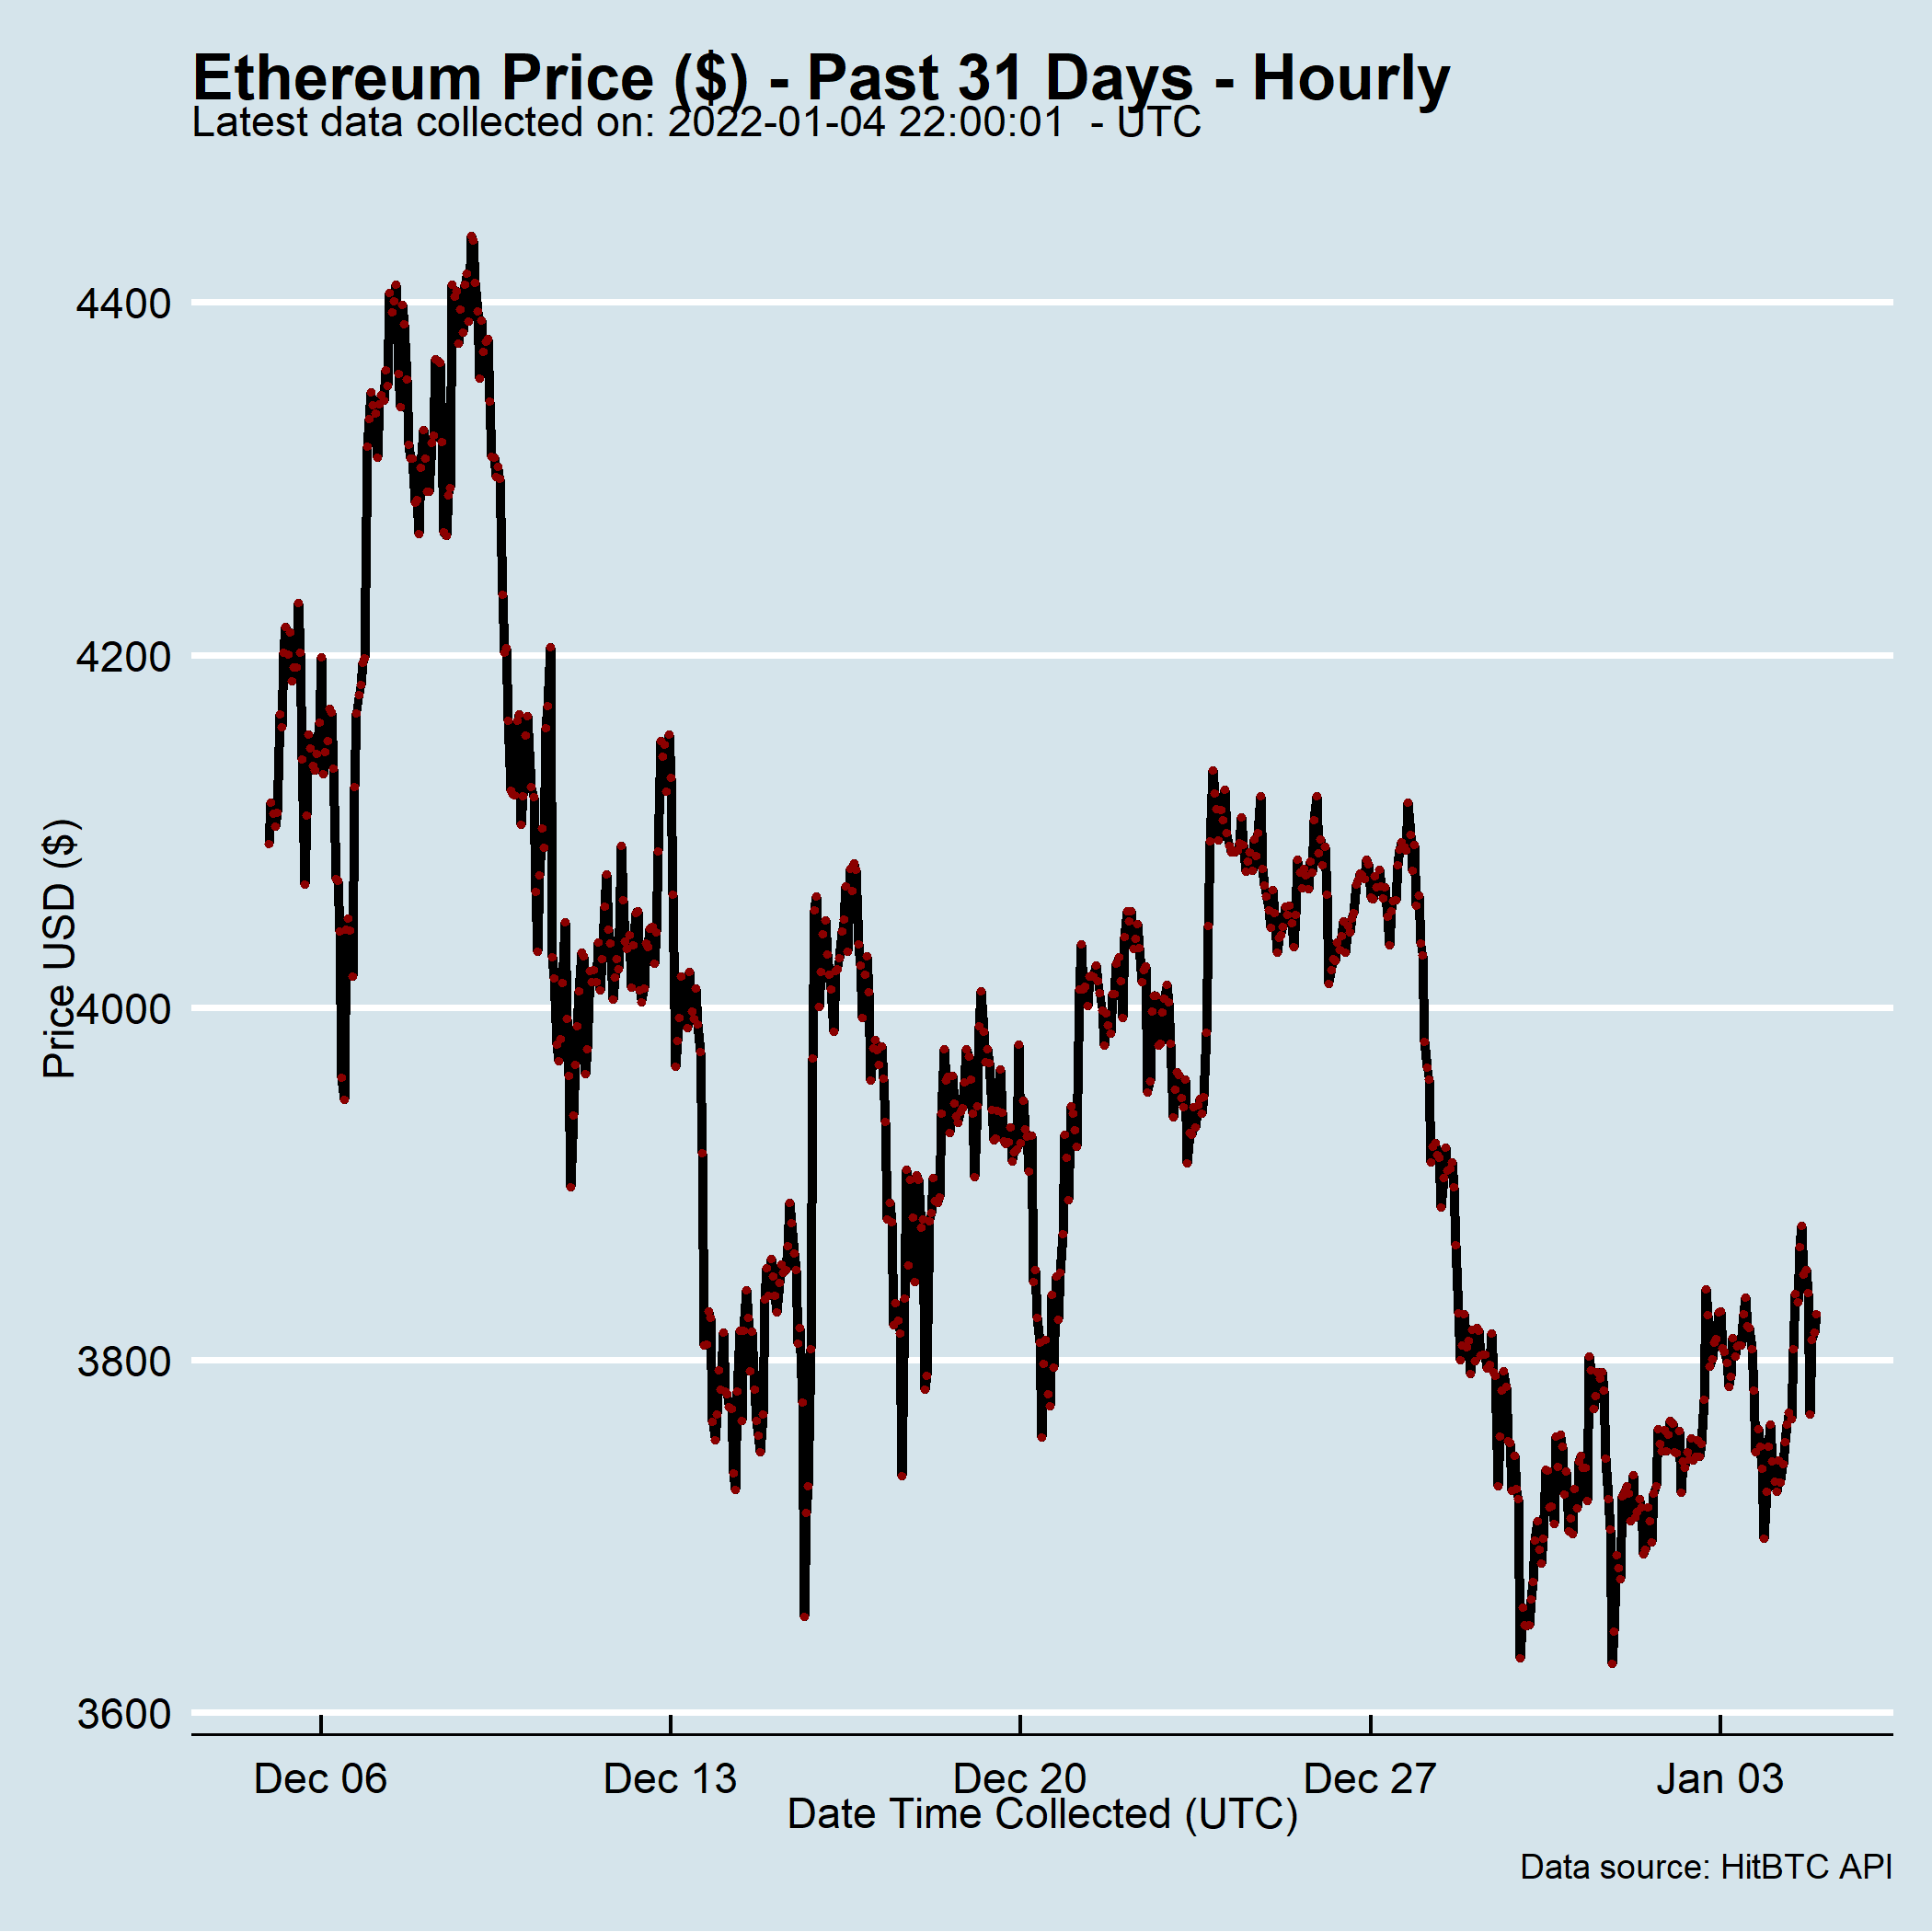 Ethereum Price ($) - Past 31 Days - Hourly
Latest data collected on: 2022-01-04 22:00:01  - UTC
4400
4200
4000
3800
3600
Price USD ($)
Dec 06
Dec 13
Dec 20
Dec 27
Jan 03
Date Time Collected (UTC)
Data source: HitBTC API